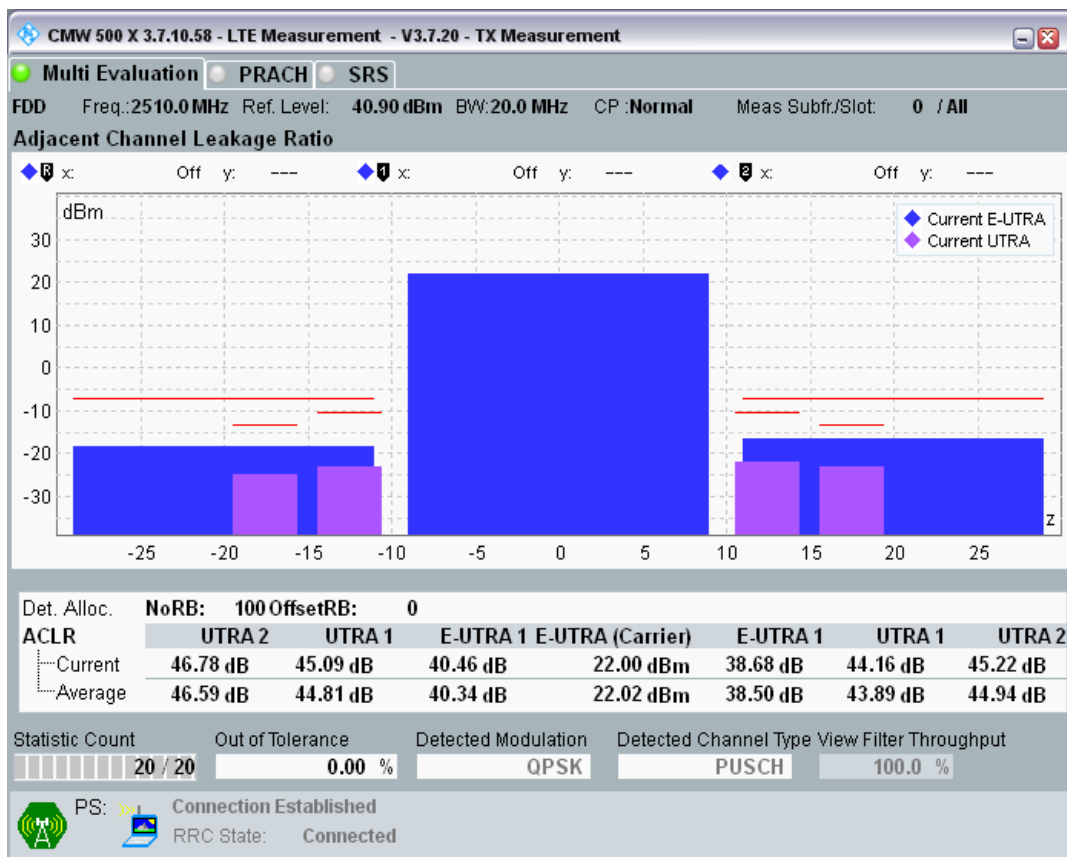 CMW 500 X 3.7.10.58 - LTE Measurement - V3.7.20 - TX Measurement
Multi Evaluation PRACH SRS
FDD Freq.:2510.0 MHz Ref. Level: 40.90 dBm BW:20.0 MHz CP :Normal Meas Subfr./Slot: 0 / All
Adjacent Channel Leakage Ratio
R x: Off y: --- 1 x: Off y: --- 2 x: Off y: ---
dBm
Current E-UTRA
Current UTRA
30
20
10
0
-10
-20
-30
z
-25 -20 -15 -10 -5 0 5 10 15 20 25
Det. Alloc. NoRB: 100 OffsetRB: 0
ACLR UTRA 2 UTRA 1 E-UTRA 1 E-UTRA (Carrier) E-UTRA 1 UTRA 1 UTRA 2
Current 46.78 dB 45.09 dB 40.46 dB 22.00 dBm 38.68 dB 44.16 dB 45.22 dB
Average 46.59 dB 44.81 dB 40.34 dB 22.02 dBm 38.50 dB 43.89 dB 44.94 dB
Statistic Count Out of Tolerance Detected Modulation Detected Channel Type View Filter Throughput
20 / 20 0.00 % QPSK PUSCH 100.0 %
PS: Connection Established
RRC State: Connected